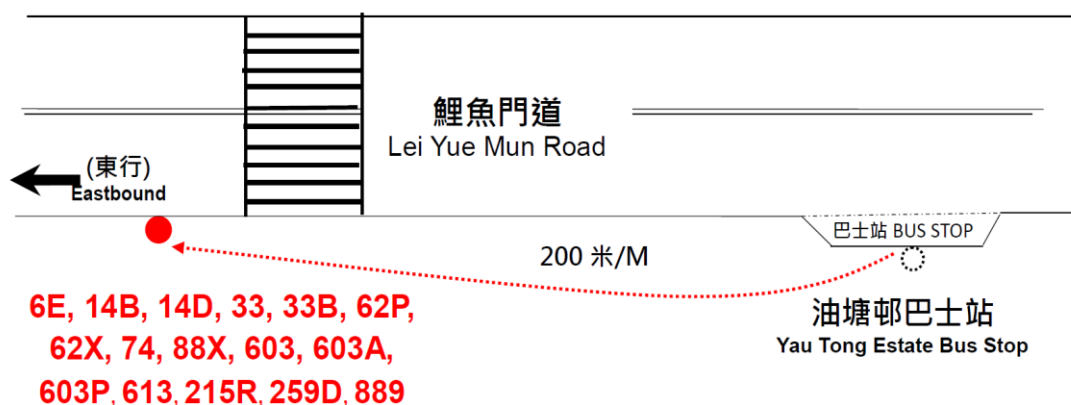 鯉魚門道
Lei Yue Mun Road
(東行)
Eastbound
巴士站 BUS STOP
200 米/M
油塘邨巴士站
Yau Tong Estate Bus Stop
6E, 14B, 14D, 33, 33B, 62P,
62X, 74, 88X, 603, 603A,
603P, 613, 215R, 259D, 889